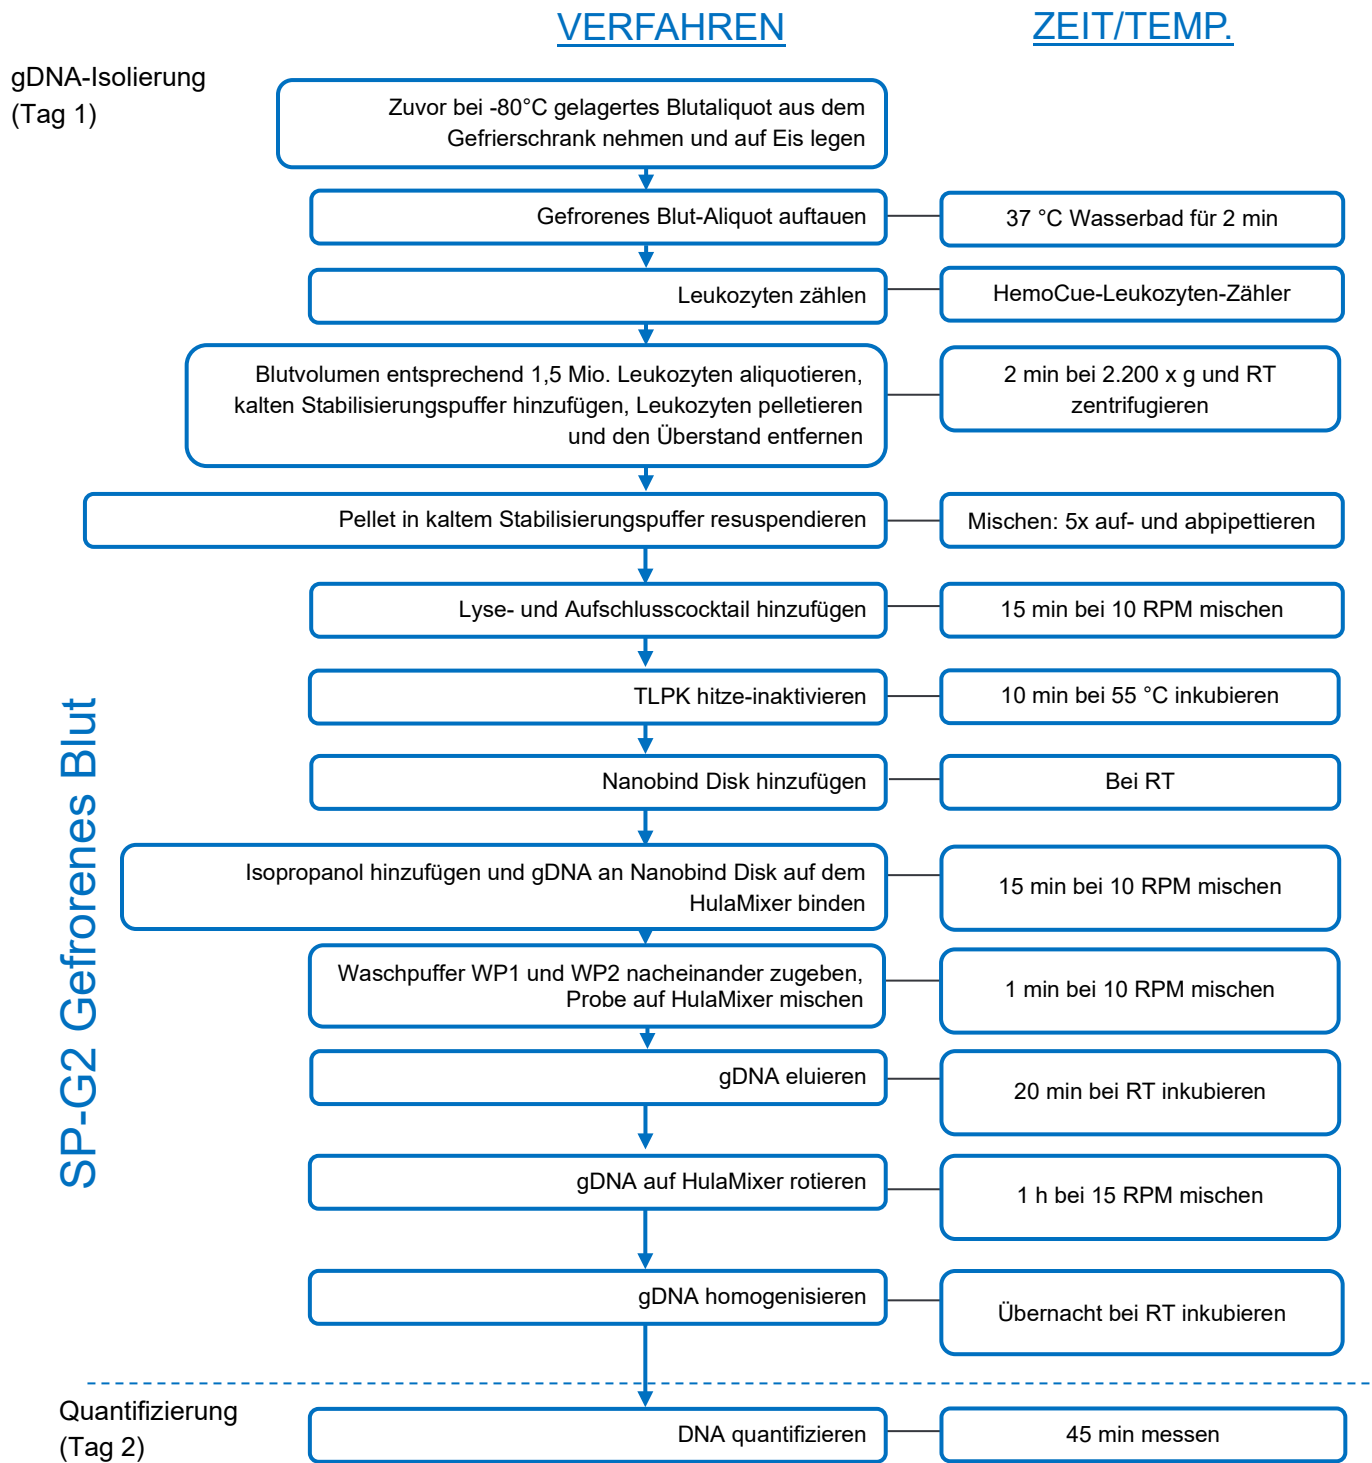 VERFAHREN
ZEIT/TEMP.
gDNA-Isolierung
(Tag 1)
Zuvor bei -80°C gelagertes Blutaliquot aus dem
Gefrierschrank nehmen und auf Eis legen
Gefrorenes Blut-Aliquot auftauen
37 °C Wasserbad für 2 min
Leukozyten zählen
HemoCue-Leukozyten-Zähler
Blutvolumen entsprechend 1,5 Mio. Leukozyten aliquotieren,
kalten Stabilisierungspuffer hinzufügen, Leukozyten pelletieren
und den Überstand entfernen
2 min bei 2.200 x g und RT
zentrifugieren
Pellet in kaltem Stabilisierungspuffer resuspendieren
Mischen: 5x auf- und abpipettieren
Lyse- und Aufschlusscocktail hinzufügen
15 min bei 10 RPM mischen
TLPK hitze-inaktivieren
10 min bei 55 °C inkubieren
Nanobind Disk hinzufügen
Bei RT
Isopropanol hinzufügen und gDNA an Nanobind Disk auf dem
HulaMixer binden
15 min bei 10 RPM mischen
Waschpuffer WP1 und WP2 nacheinander zugeben,
Probe auf HulaMixer mischen
1 min bei 10 RPM mischen
gDNA eluieren
20 min bei RT inkubieren
gDNA auf HulaMixer rotieren
1 h bei 15 RPM mischen
gDNA homogenisieren
Übernacht bei RT inkubieren
SP-G2 Gefrorenes Blut
Quantifizierung
(Tag 2)
DNA quantifizieren
45 min messen